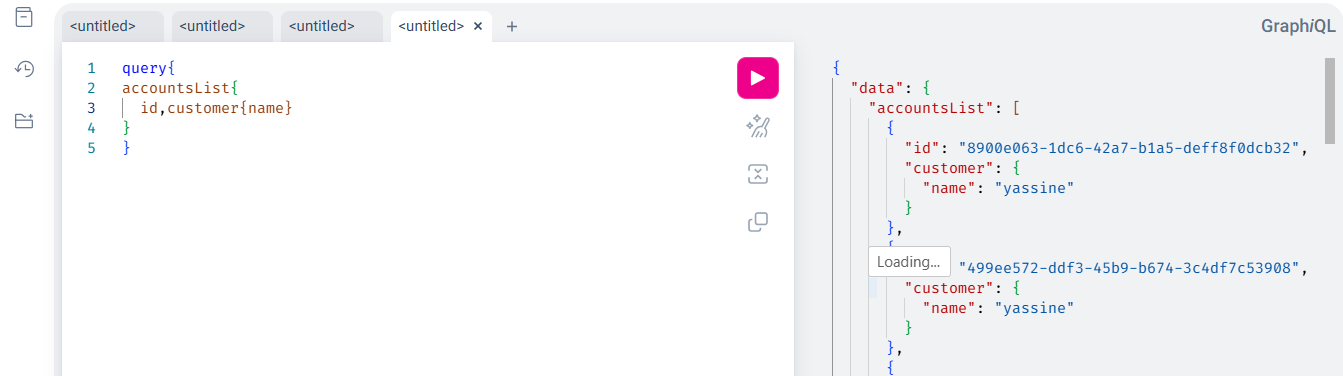 <untitled> <untitled> <untitled> <untitled> × +
GraphiQL
1 query{
2 accountsList{
3 id,customer{name}
4 }
5 }
{
"data": {
"accountsList": [
{
"id": "8900e063-1dc6-42a7-b1a5-deff8f0dcb32",
"customer": {
"name": "yassine"
}
},
{
Loading... "499ee572-ddf3-45b9-b674-3c4df7c53908",
"customer": {
"name": "yassine"
}
},
{